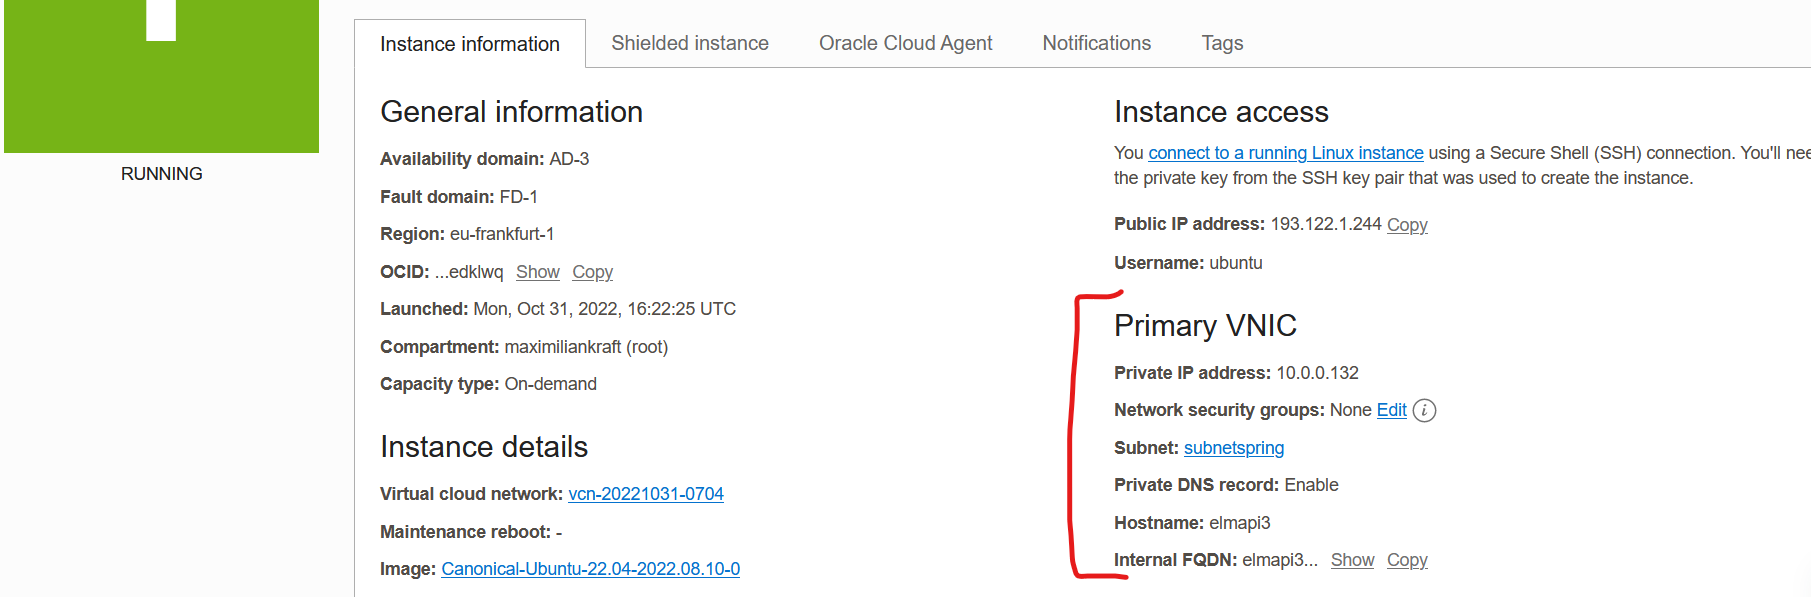 Instance information Shielded instance Oracle Cloud Agent Notifications Tags
RUNNING
General information
Availability domain: AD-3
Fault domain: FD-1
Region: eu-frankfurt-1
OCID: ...edklwq Show Copy
Launched: Mon, Oct 31, 2022, 16:22:25 UTC
Compartment: maximiliankraft (root)
Capacity type: On-demand
Instance details
Virtual cloud network: vcn-20221031-0704
Maintenance reboot: -
Image: Canonical-Ubuntu-22.04-2022.08.10-0
Instance access
You connect to a running Linux instance using a Secure Shell (SSH) connection. You'll
the private key from the SSH key pair that was used to create the instance.
Public IP address: 193.122.1.244 Copy
Username: ubuntu
Primary VNIC
Private IP address: 10.0.0.132
Network security groups: None Edit
Subnet: subnetspring
Private DNS record: Enable
Hostname: elmapi3
Internal FQDN: elmapi3... Show Copy